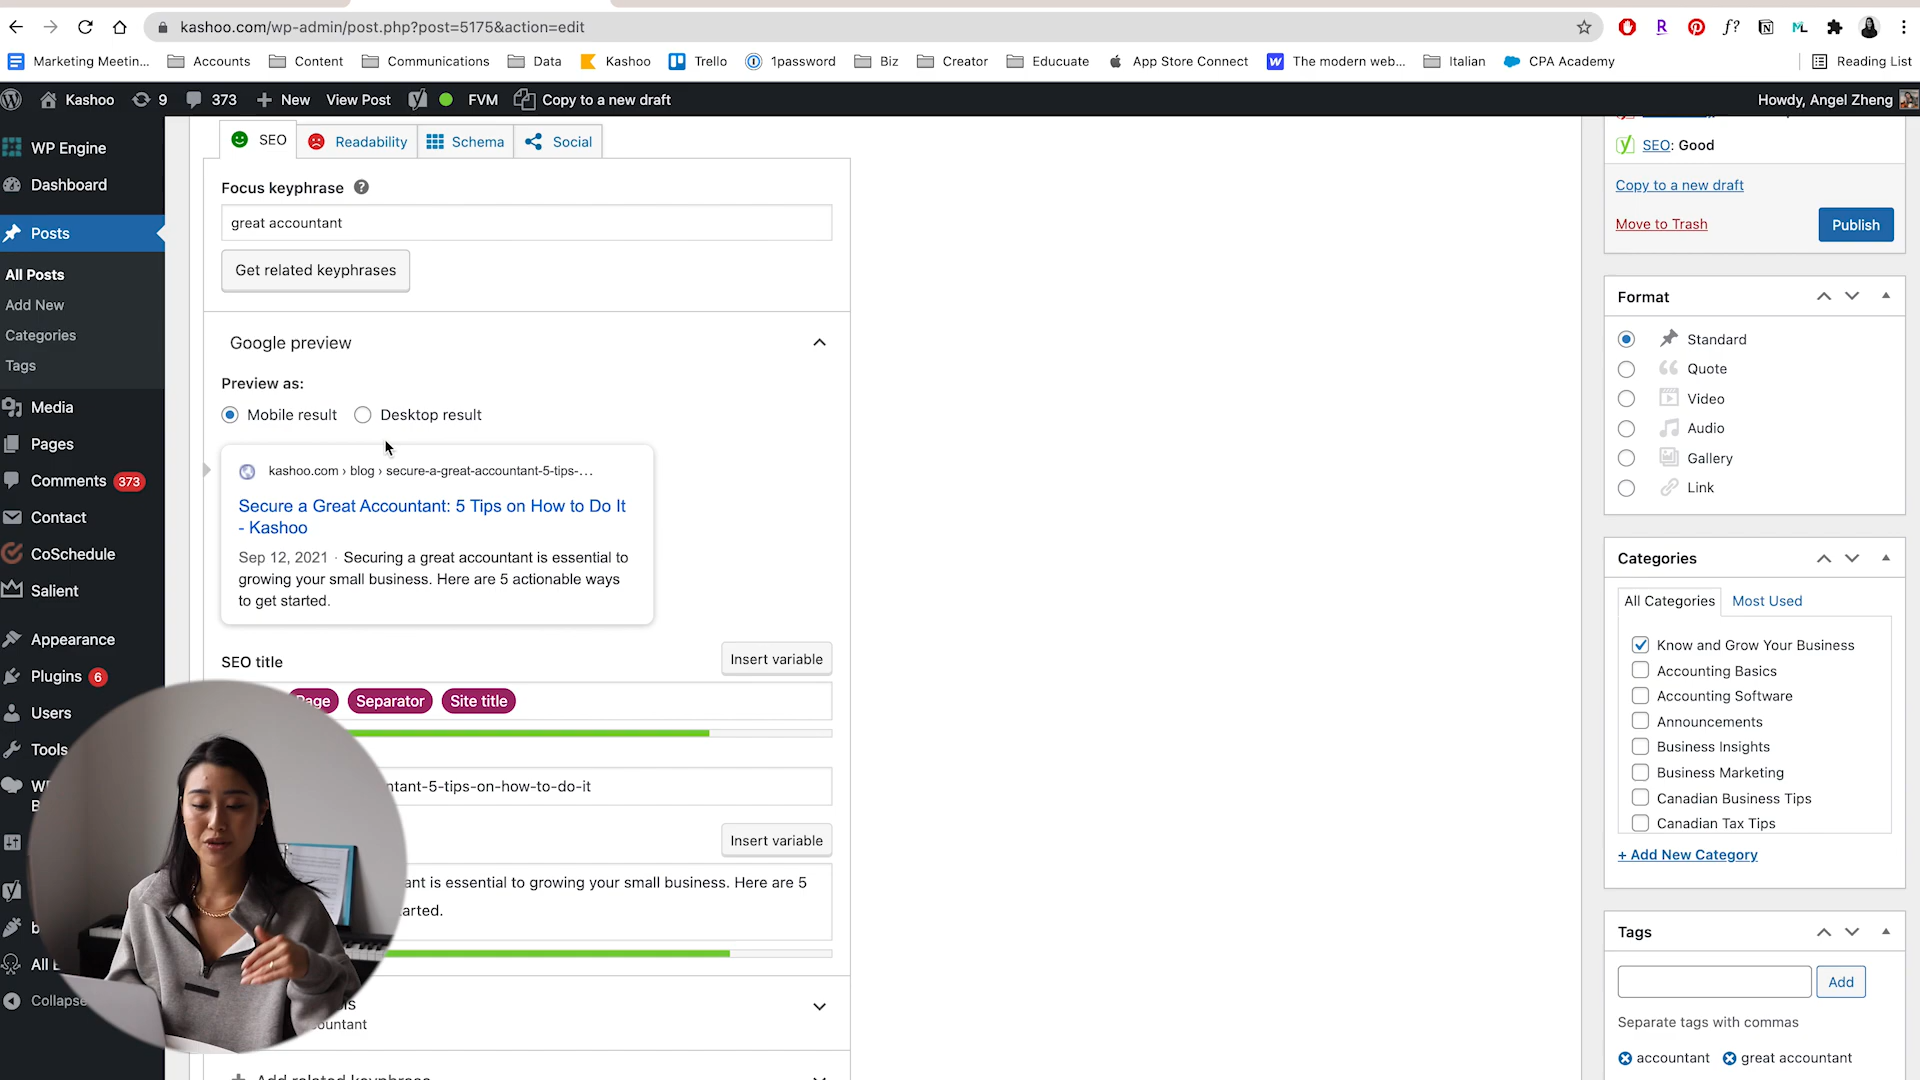 kashoo.com/wp-admin/post.php?post=5175&action=edit
Marketing Meetin... Accounts Content Communications Data Kashoo Trello 1password Biz Creator Eucuate App Store Connect The modern web... Italian CPA Academy Reading List
Kashoo 9 373 New View Post FVM Copy to a new draft Howdy, Angel Zheng
WP Engine
Dashboard
Posts
All Posts
Add New
Categories
Tags
Media
Pages
Comments 373
Contact
CoSchedule
Salient
Appearance
Plugins 6
Users
Tools
All
Collapse
SEO Readability Schema Social
Focus keyphrase ?
great accountant
Get related keyphrases
Google preview
Preview as:
Mobile result Desktop result
kashoo.com › blog › secure-a-great-accountant-5-tips-...
Secure a Great Accountant: 5 Tips on How to Do It
- Kashoo
Sep 12, 2021 · Securing a great accountant is essential to
growing your small business. Here are 5 actionable ways
to get started.
SEO title Insert variable
Page Separator Site title
ntant-5-tips-on-how-to-do-it
Insert variable
ant is essential to growing your small business. Here are 5
arted.
ountant
Add related keyphrase
SEO: Good
Copy to a new draft
Move to Trash Publish
Format
Standard
Quote
Video
Audio
Gallery
Link
Categories
All Categories Most Used
Know and Grow Your Business
Accounting Basics
Accounting Software
Announcements
Business Insights
Business Marketing
Canadian Business Tips
Canadian Tax Tips
+ Add New Category
Tags
Add
Separate tags with commas
accountant great accountant